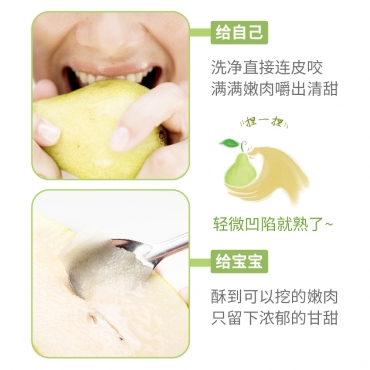 给自己
洗净直接连皮咬
满满嫩肉嚼出清甜
捏一捏
轻微凹陷就熟了~
给宝宝
酥到可以挖的嫩肉
只留下浓郁的甘甜